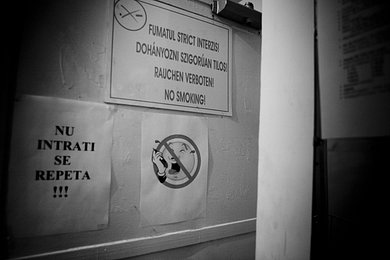 FUMATUL STRICT INTERZIS!
DOHÁNYOZNI SZIGORÚAN TILOS!
RAUCHEN VERBOTEN!
NO SMOKING!
NU
INTRATI
SE
REPETA
!!!